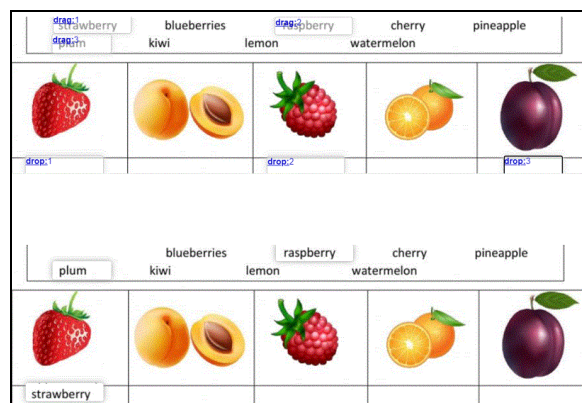 drag:1 drag:2
strawberry blueberries raspberry cherry pineapple
drag:3
plum kiwi lemon watermelon
drop:1 drop:2 drop:3
blueberries raspberry cherry pineapple
plum kiwi lemon watermelon
strawberry